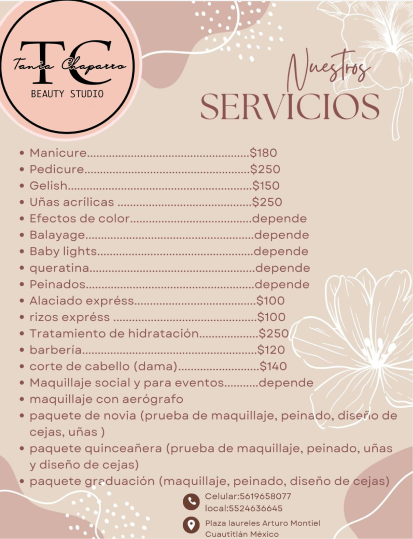 TC
Tania Chaparro
BEAUTY STUDIO
Nuestros
SERVICIOS
• Manicure..................................................$180
• Pedicure...................................................$250
• Gelish........................................................$150
• Uñas acrílicas .........................................$250
• Efectos de color.....................................depende
• Balayage....................................................depende
• Baby lights................................................depende
• queratina...................................................depende
• Peinados....................................................depende
• Alaciado expréss.....................................$100
• rizos expréss ............................................$100
• Tratamiento de hidratación...................$250
• barbería.....................................................$120
• corte de cabello (dama).........................$140
• Maquillaje social y para eventos...........depende
• maquillaje con aerógrafo
• paquete de novia (prueba de maquillaje, peinado, diseño de
cejas, uñas )
• paquete quinceañera (prueba de maquillaje, peinado, uñas
y diseño de cejas)
• paquete graduación (maquillaje, peinado, diseño de cejas)
Celular:5619658077
local:5524636645
Plaza laureles Arturo Montiel
Cuautitlán México